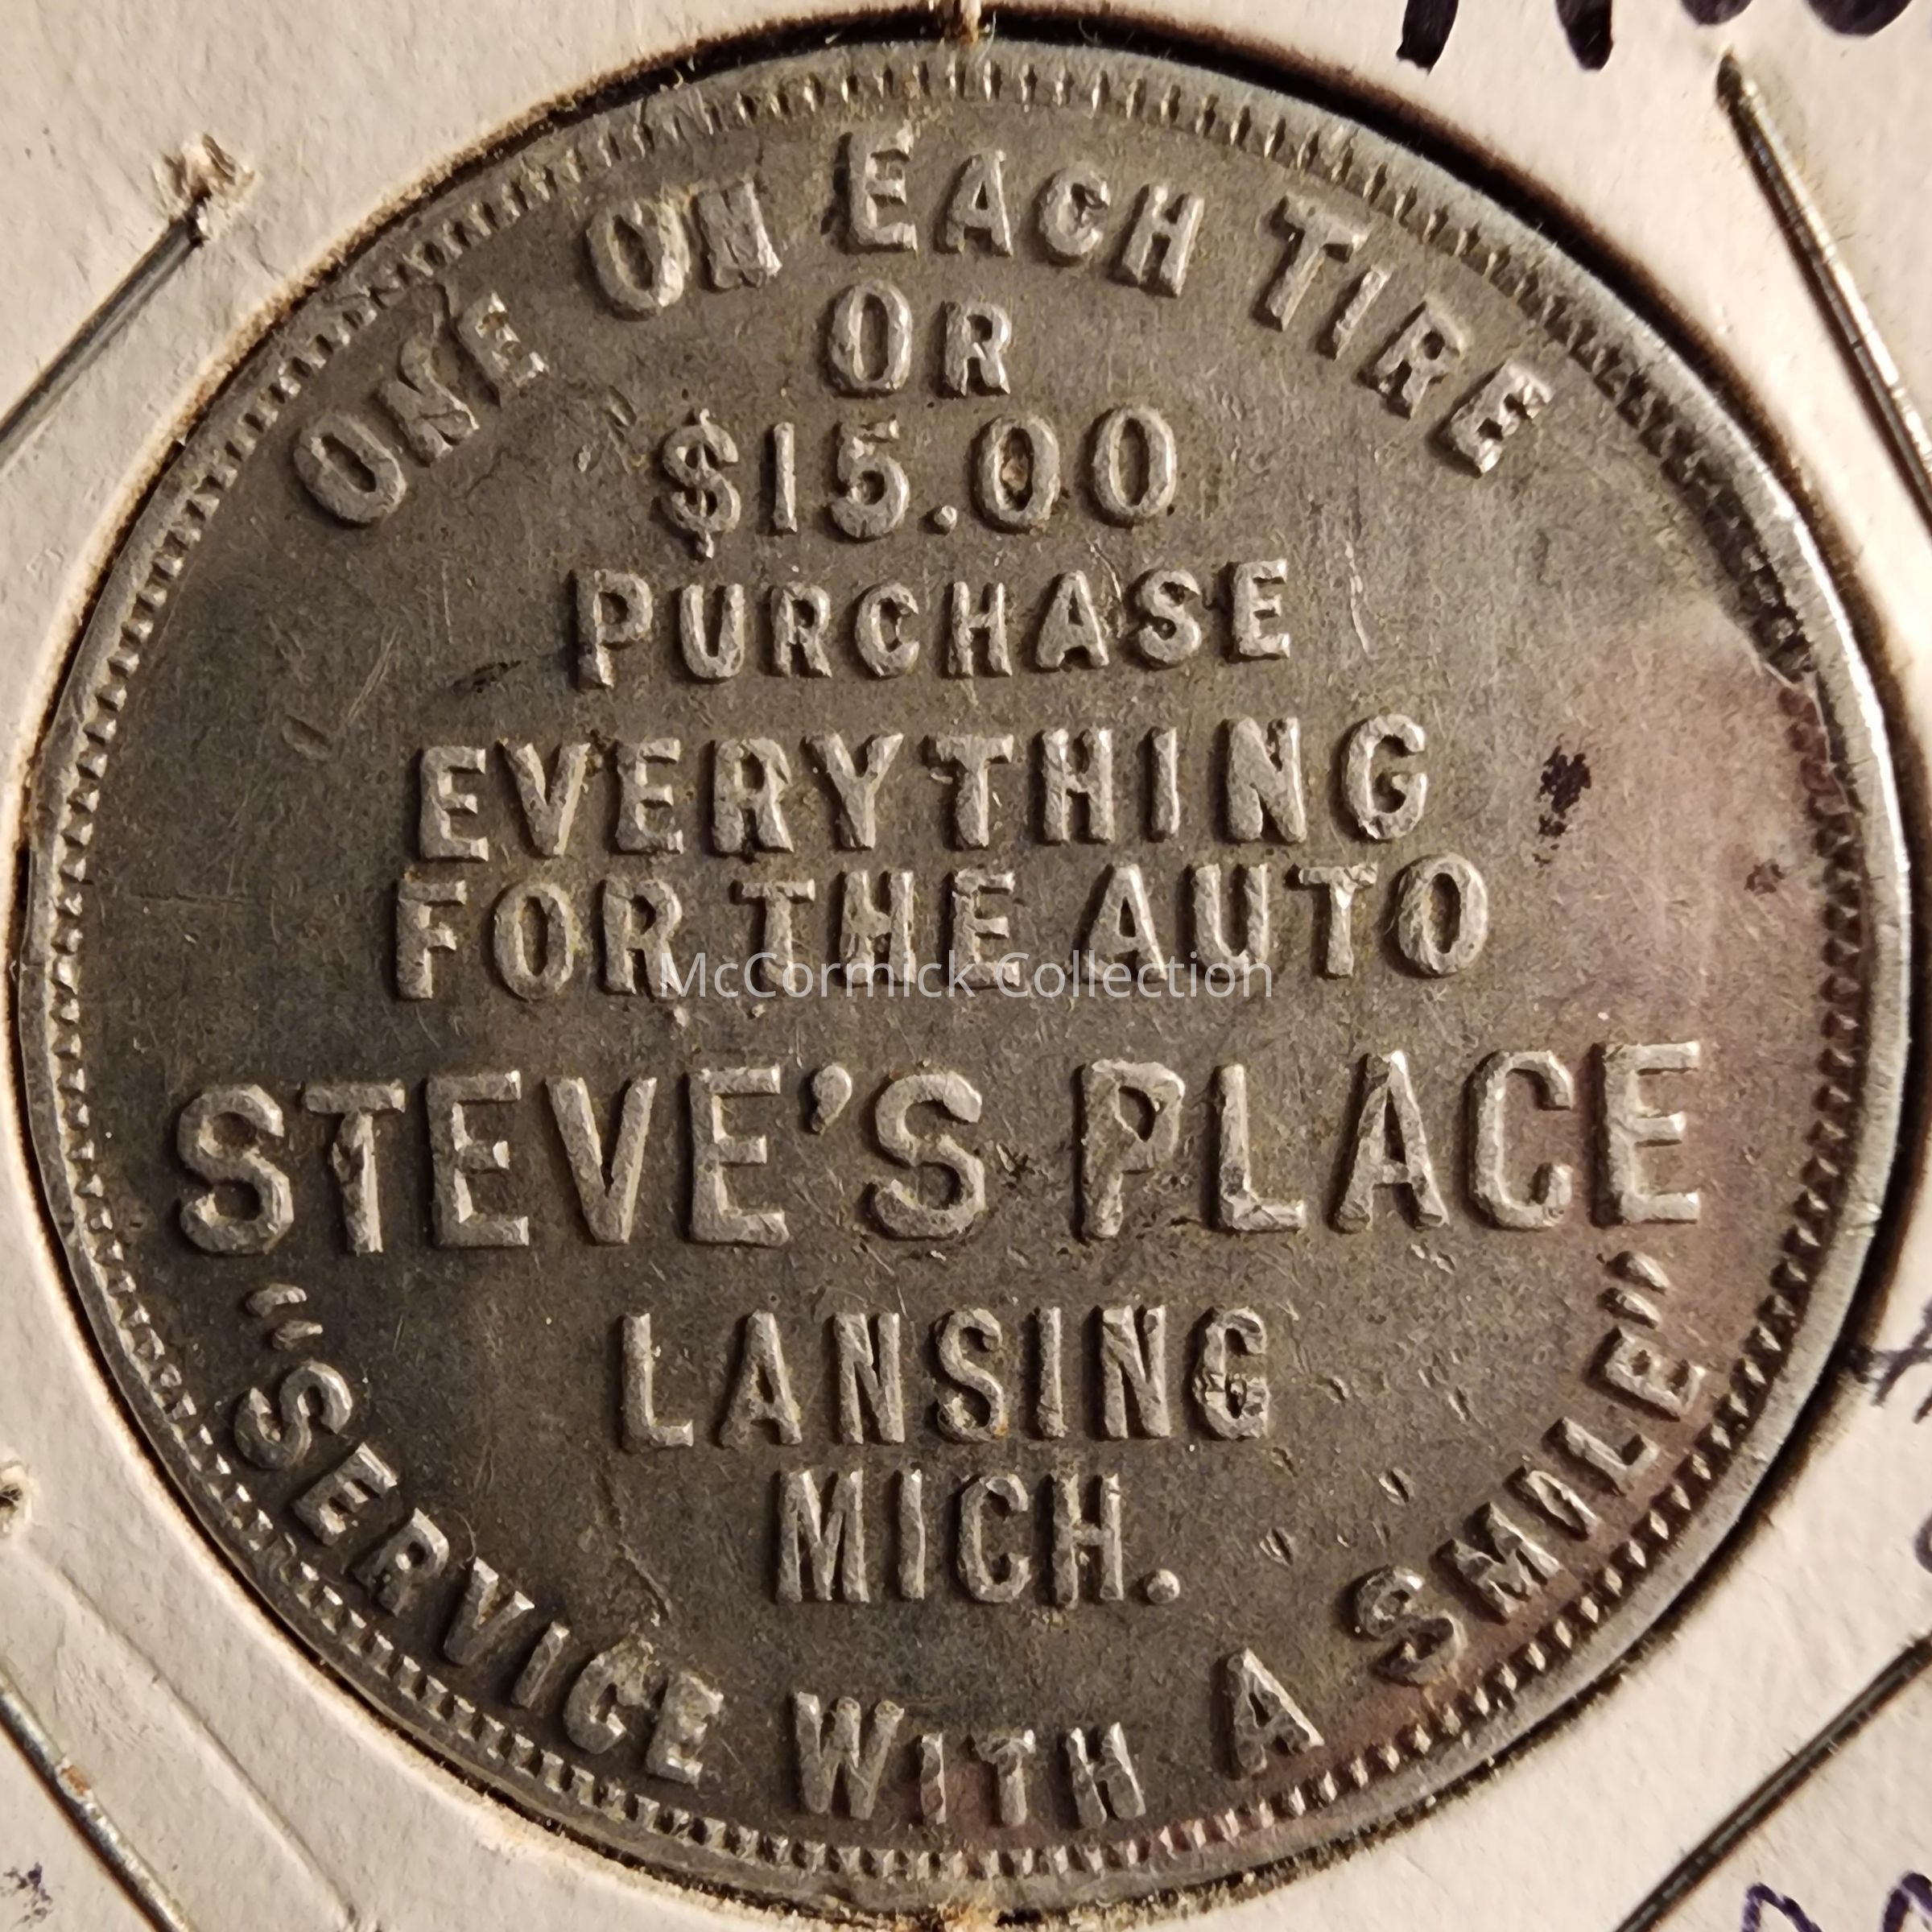 ONE ON EACH TIRE
OR
$15.00
PURCHASE
EVERYTHING
FOR THE AUTO
McCormick Collection
STEVE'S PLACE
LANSING
MICH.
"SERVICE WITH A SMILE"